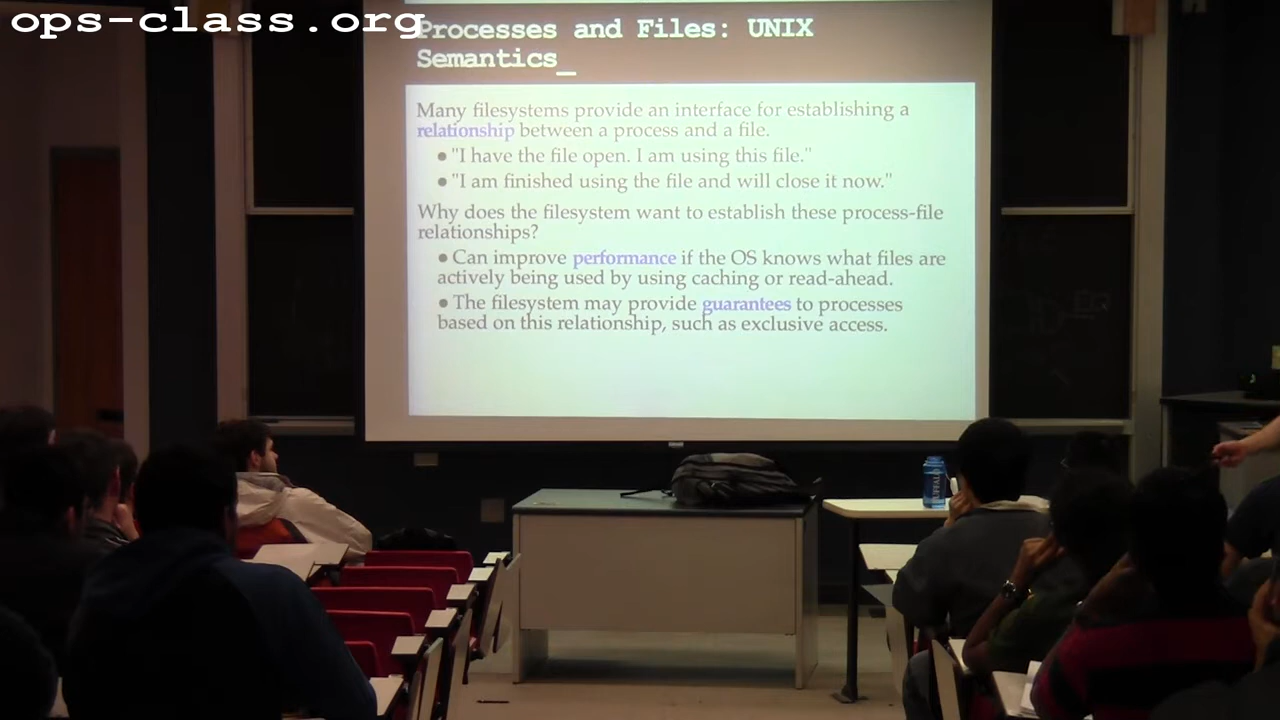 ops-class.org
Processes and Files: UNIX
Semantics_
Many filesystems provide an interface for establishing a
relationship between a process and a file.
● "I have the file open. I am using this file."
● "I am finished using the file and will close it now."
Why does the filesystem want to establish these process-file
relationships?
● Can improve performance if the OS knows what files are
actively being used by using caching or read-ahead.
● The filesystem may provide guarantees to processes
based on this relationship, such as exclusive access.
BUFFALO